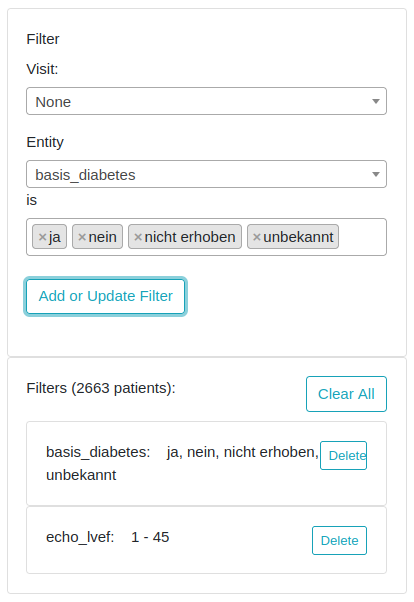 Filter
Visit:
None
Entity
basis_diabetes
is
×ja ×nein ×nicht erhoben ×unbekannt
Add or Update Filter
Filters (2663 patients):
Clear All
basis_diabetes: ja, nein, nicht erhoben,
unbekannt
Delete
echo_lvef: 1 - 45
Delete